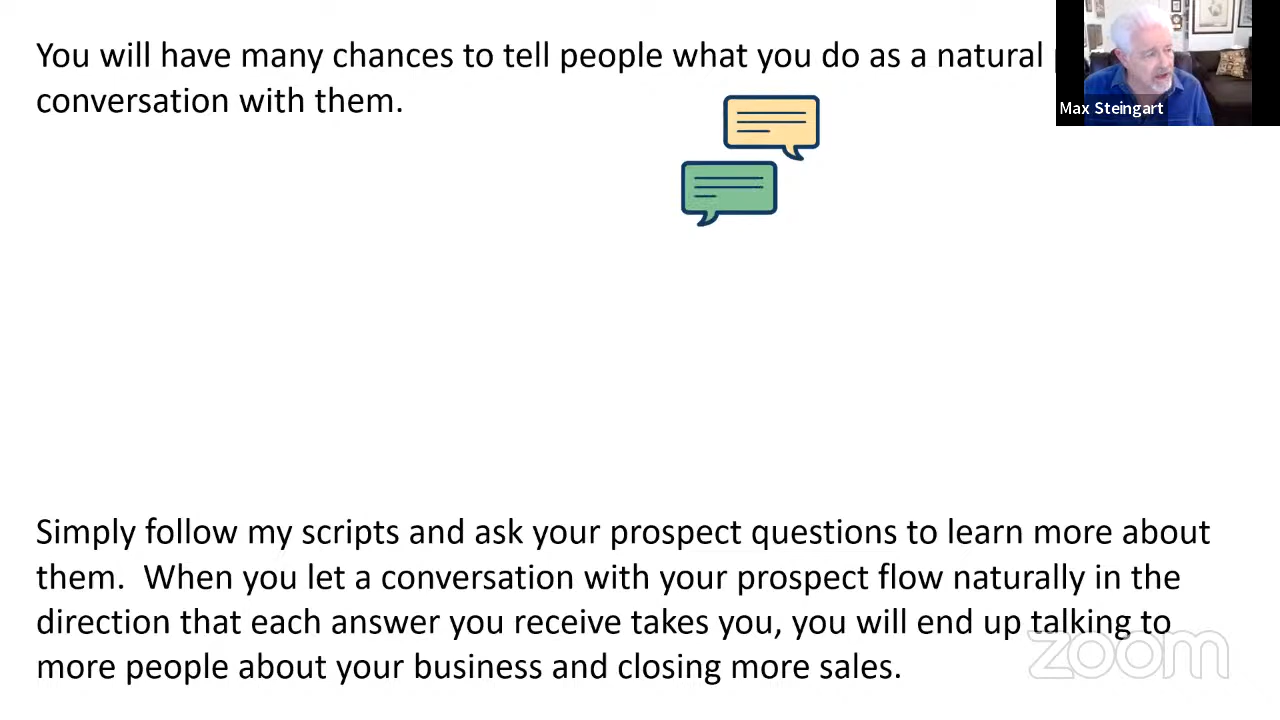 You will have many chances to tell people what you do as a natural
conversation with them.
Max Steingart
Simply follow my scripts and ask your prospect questions to learn more about
them.  When you let a conversation with your prospect flow naturally in the
direction that each answer you receive takes you, you will end up talking to
more people about your business and closing more sales.
zoom